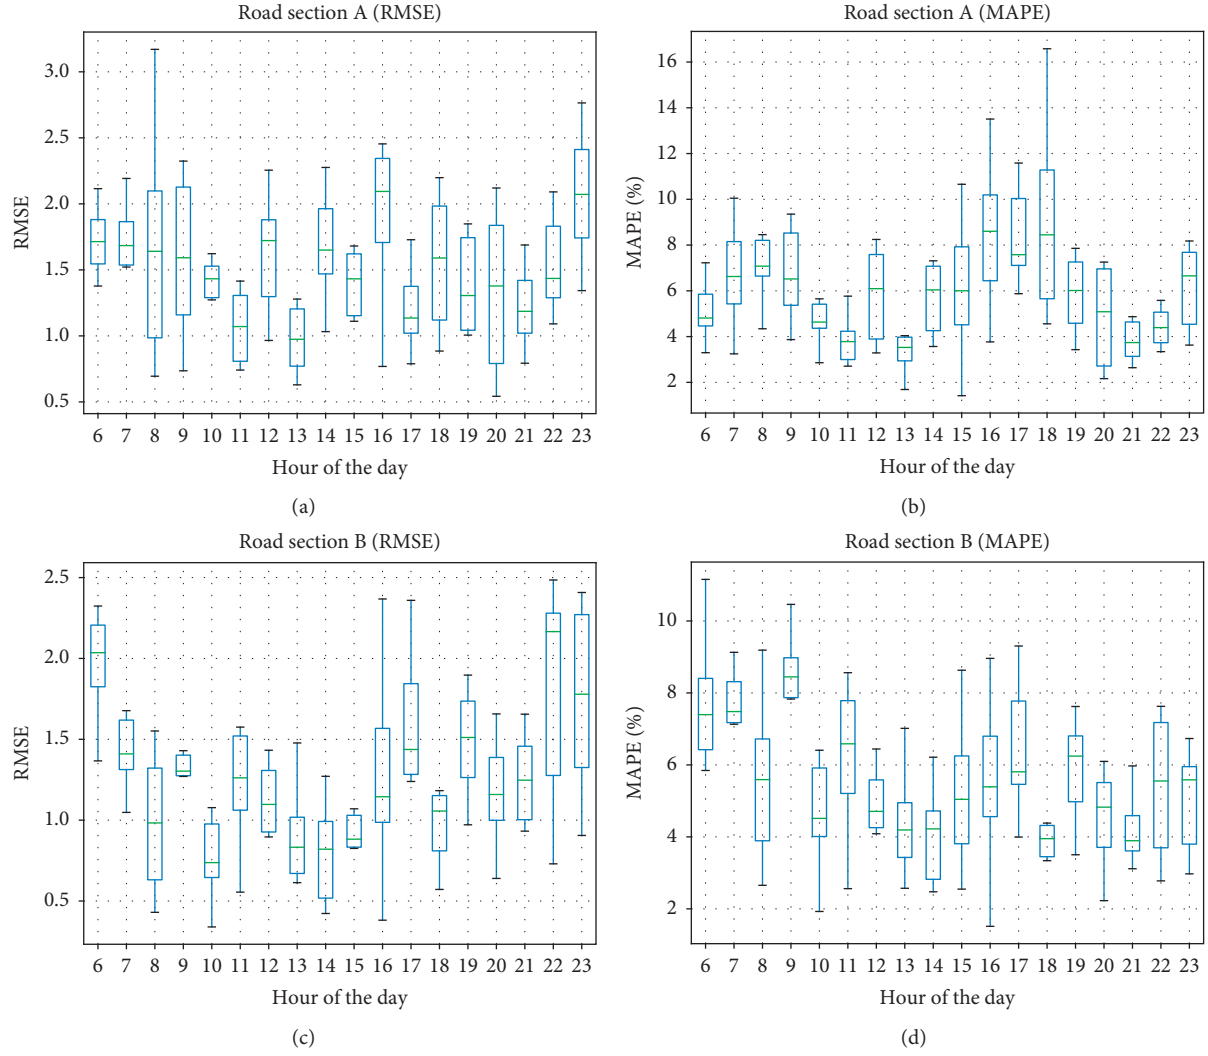 Road section A (RMSE)
3.0
2.5
2.0
1.5
1.0
0.5
RMSE
6 7 8 9 10 11 12 13 14 15 16 17 18 19 20 21 22 23
Hour of the day
(a)
Road section A (MAPE)
16
14
12
10
8
6
4
2
MAPE (%)
6 7 8 9 10 11 12 13 14 15 16 17 18 19 20 21 22 23
Hour of the day
(b)
Road section B (RMSE)
2.5
2.0
1.5
1.0
0.5
RMSE
6 7 8 9 10 11 12 13 14 15 16 17 18 19 20 21 22 23
Hour of the day
(c)
Road section B (MAPE)
10
8
6
4
2
MAPE (%)
6 7 8 9 10 11 12 13 14 15 16 17 18 19 20 21 22 23
Hour of the day
(d)